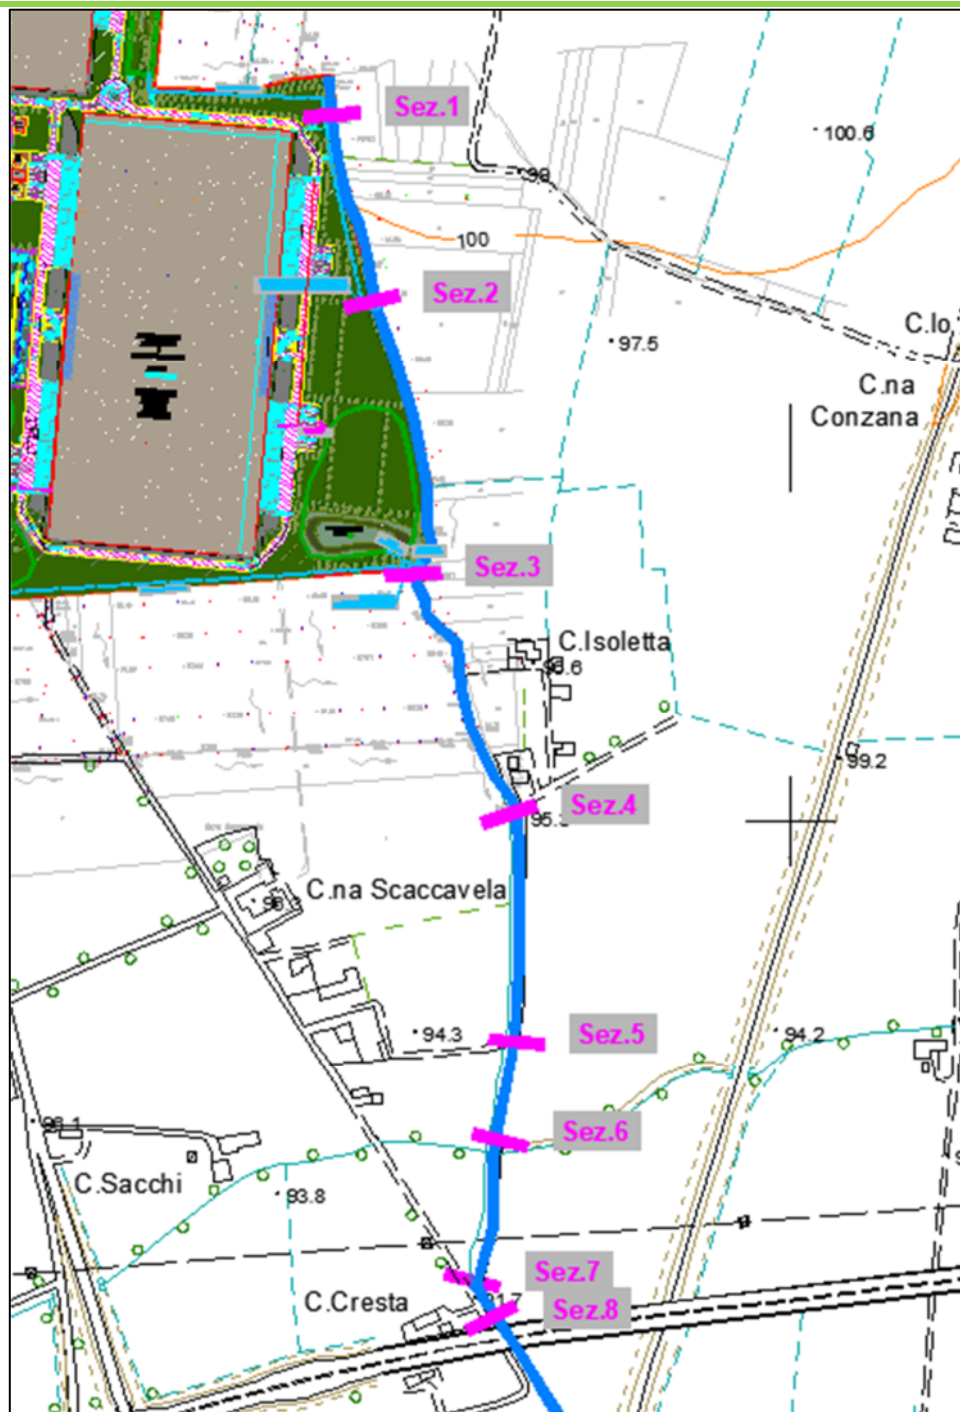 Sez.1
100.6
98
100
Sez.2
97.5
C.lo
C.na
Conzana
Sez.3
C.Isoletta
99.2
Sez.4
C.na Scaccavela
94.3
Sez.5
94.2
Sez.6
C.Sacchi
93.8
Sez.7
C.Cresta
Sez.8